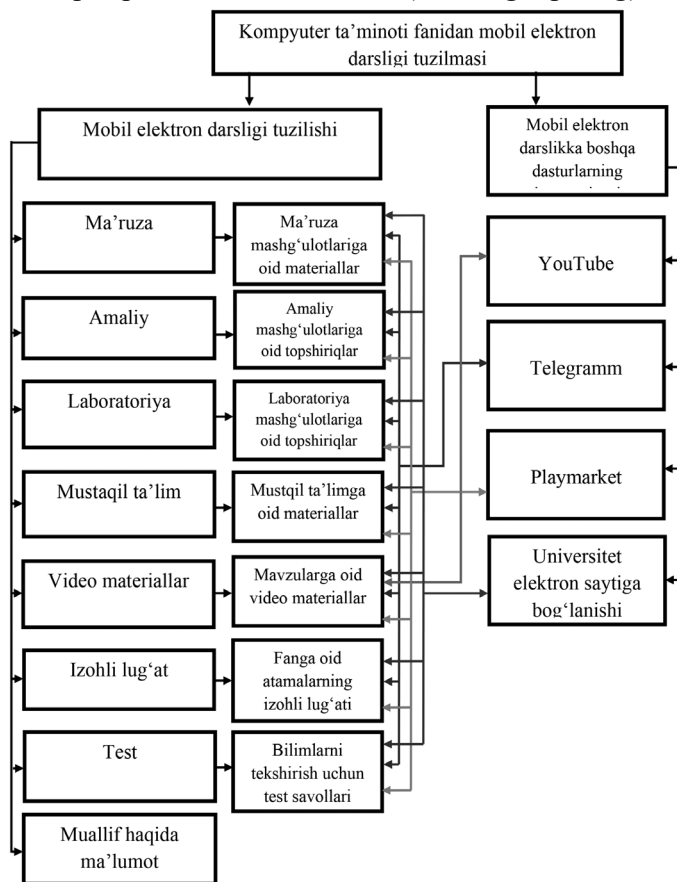 Kompyuter ta’minoti fanidan mobil elektron
darsligi tuzilmasi
Mobil elektron darsligi tuzilishi
Mobil elektron
darslikka boshqa
dasturlarning
Ma’ruza
Ma’ruza
mashg‘ulotlariga
oid materiallar
YouTube
Amaliy
Amaliy
mashg‘ulotlariga
oid topshiriqlar
Telegramm
Laboratoriya
Laboratoriya
mashg‘ulotlariga
oid topshiriqlar
Playmarket
Mustaqil ta’lim
Mustqil ta’limga
oid materiallar
Universitet
elektron saytiga
bog‘lanishi
Video materiallar
Mavzularga oid
video materiallar
Izohli lug‘at
Fanga oid
atamalarning
izohli lug‘ati
Test
Bilimlarni
tekshirish uchun
test savollari
Muallif haqida
ma’lumot